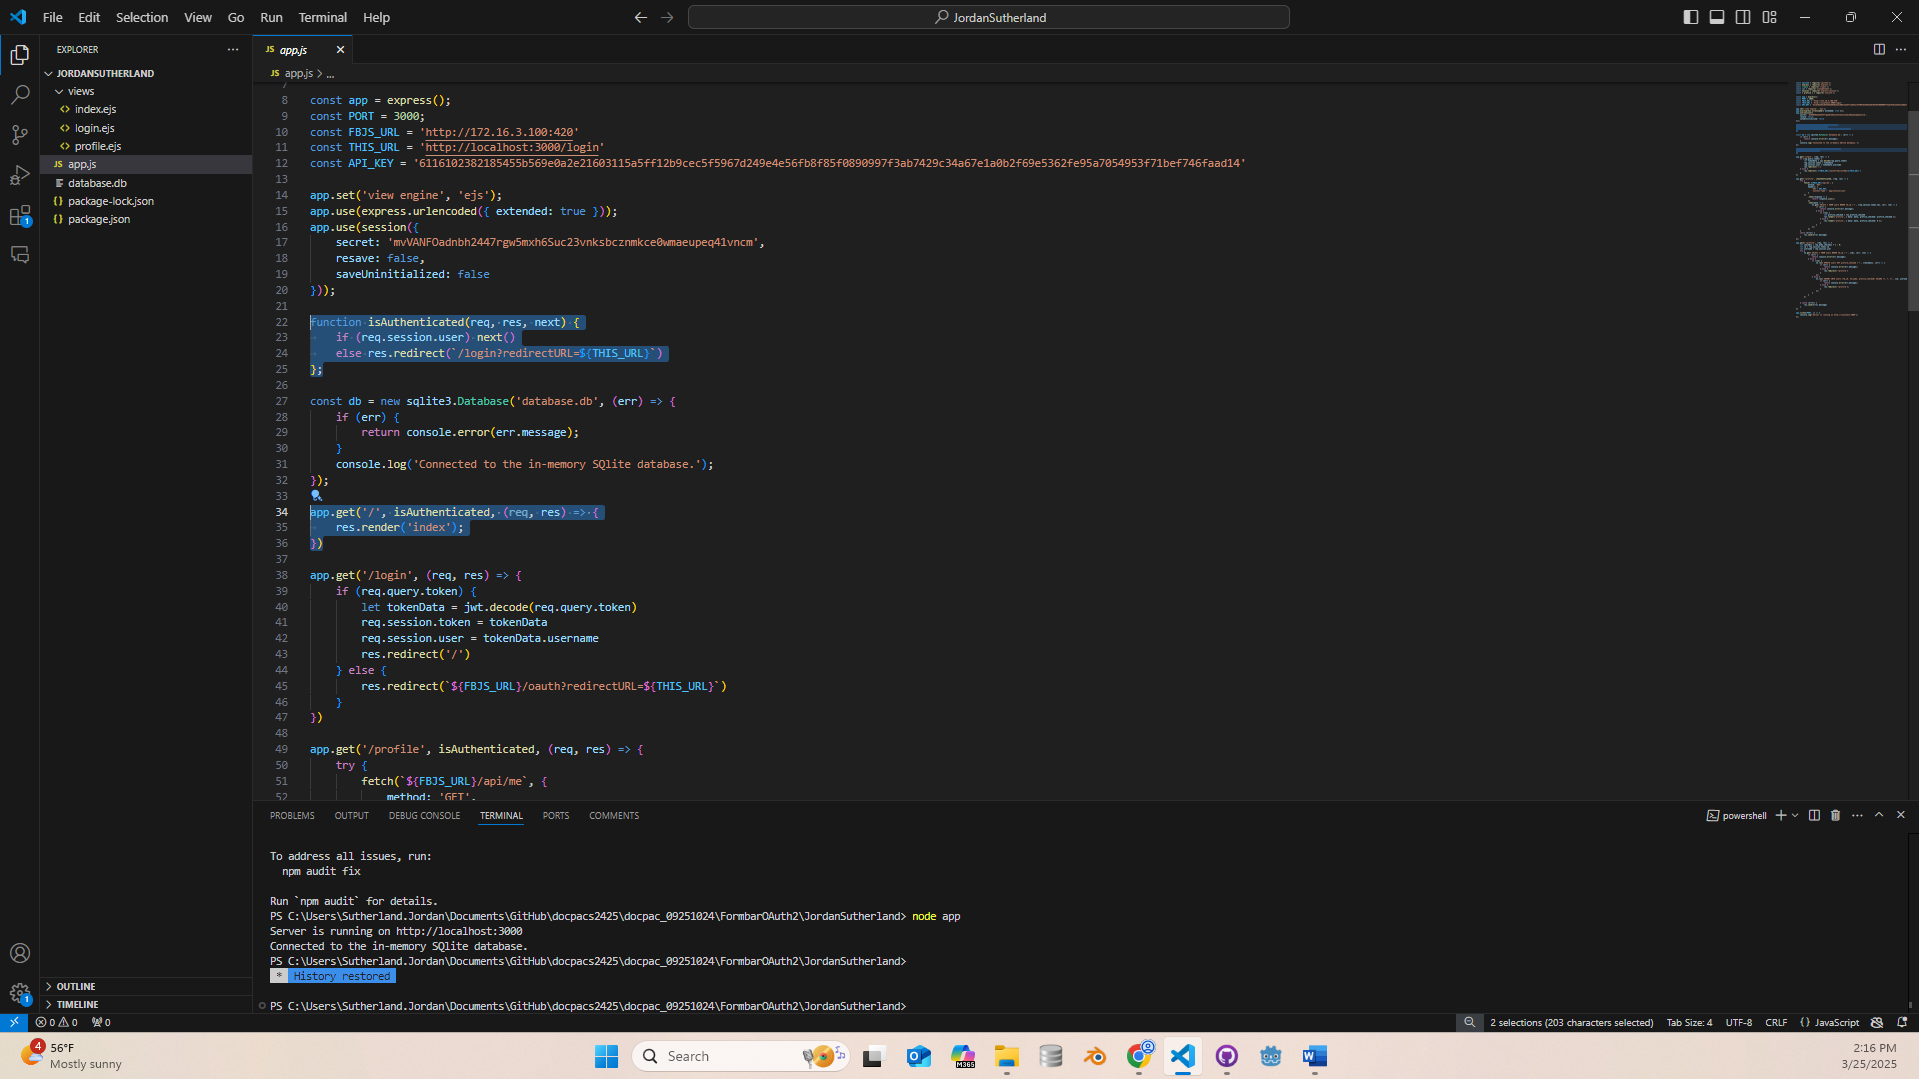 File Edit Selection View Go Run Terminal Help
JordanSutherland
EXPLORER
JORDANSUTHERLAND
views
index.ejs
login.ejs
profile.ejs
JS app.js
database.db
{} package-lock.json
{} package.json
OUTLINE
TIMELINE
JS app.js
JS app.js > ...
7
8 const app = express();
9 const PORT = 3000;
10 const FBJS_URL = 'http://172.16.3.100:420'
11 const THIS_URL = 'http://localhost:3000/login'
12 const API_KEY = '6116102382185455b569e0a2e21603115a5ff12b9cec5f5967d249e4e56fb8f85f0890997f3ab7429c34a67e1a0b2f69e5362fe95a7054953f71bef746faad14'
13
14 app.set('view engine', 'ejs');
15 app.use(express.urlencoded({ extended: true }));
16 app.use(session({
17 secret: 'mvVANFOadnbh2447rgw5mxh6Suc23vnksbcznmkce0wmaeupeq41vncm',
18 resave: false,
19 saveUninitialized: false
20 }));
21
22 function isAuthenticated(req, res, next) {
23 if (req.session.user) next()
24 else res.redirect(`/login?redirectURL=${THIS_URL}`)
25 };
26
27 const db = new sqlite3.Database('database.db', (err) => {
28 if (err) {
29 return console.error(err.message);
30 }
31 console.log('Connected to the in-memory SQlite database.');
32 });
33
34 app.get('/', isAuthenticated, (req, res) => {
35 res.render('index');
36 })
37
38 app.get('/login', (req, res) => {
39 if (req.query.token) {
40 let tokenData = jwt.decode(req.query.token)
41 req.session.token = tokenData
42 req.session.user = tokenData.username
43 res.redirect('/')
44 } else {
45 res.redirect(`${FBJS_URL}/oauth?redirectURL=${THIS_URL}`)
46 }
47 })
48
49 app.get('/profile', isAuthenticated, (req, res) => {
50 try {
51 fetch(`${FBJS_URL}/api/me`, {
52 method: 'GET',
PROBLEMS OUTPUT DEBUG CONSOLE TERMINAL PORTS COMMENTS
powershell
To address all issues, run:
npm audit fix
Run `npm audit` for details.
PS C:\Users\Sutherland.Jordan\Documents\GitHub\docpacs2425\docpac_09251024\FormbarOAuth2\JordanSutherland> node app
Server is running on http://localhost:3000
Connected to the in-memory SQlite database.
PS C:\Users\Sutherland.Jordan\Documents\GitHub\docpacs2425\docpac_09251024\FormbarOAuth2\JordanSutherland>
* History restored
PS C:\Users\Sutherland.Jordan\Documents\GitHub\docpacs2425\docpac_09251024\FormbarOAuth2\JordanSutherland>
0 0 0
2 selections (203 characters selected) Tab Size: 4 UTF-8 CRLF {} JavaScript
4
56°F
Mostly sunny
Search
M365
2:16 PM
3/25/2025